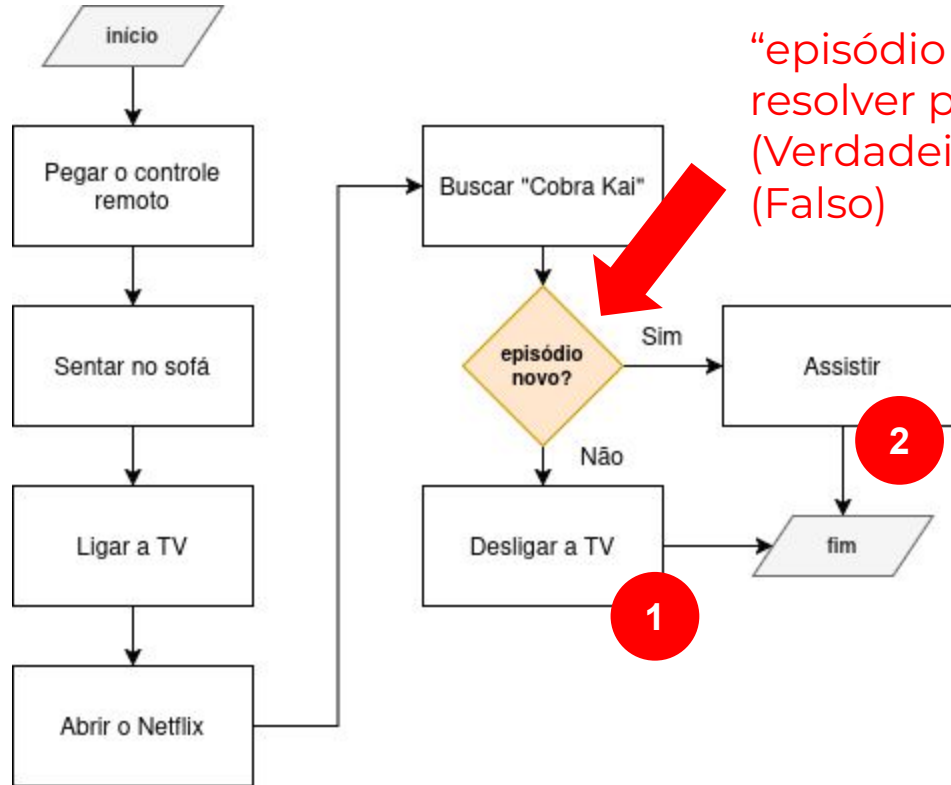 início
Pegar o controle
remoto
Sentar no sofá
Ligar a TV
Abrir o Netflix
Buscar "Cobra Kai"
episódio
novo?
Sim
Assistir
2
Não
Desligar a TV
1
fim
“episódio
resolver p
(Verdadei
(Falso)